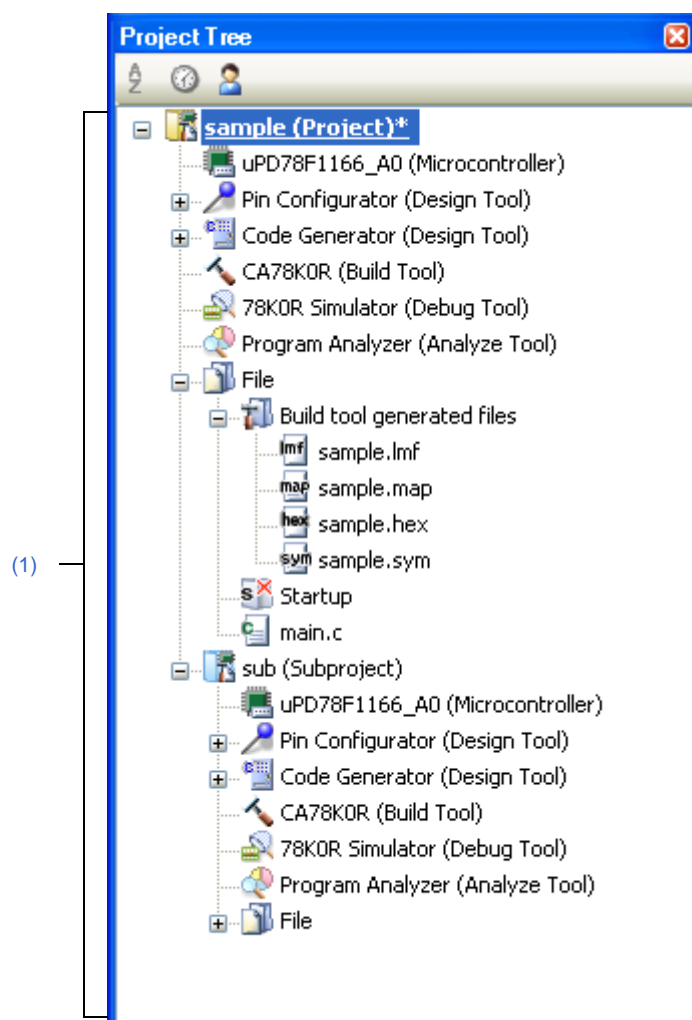 Project Tree
sample (Project)*
uPD78F1166_A0 (Microcontroller)
Pin Configurator (Design Tool)
Code Generator (Design Tool)
CA78K0R (Build Tool)
78K0R Simulator (Debug Tool)
Program Analyzer (Analyze Tool)
File
Build tool generated files
lmf sample.lmf
map sample.map
hex sample.hex
sym sample.sym
(1)
S Startup
C main.c
sub (Subproject)
uPD78F1166_A0 (Microcontroller)
Pin Configurator (Design Tool)
Code Generator (Design Tool)
CA78K0R (Build Tool)
78K0R Simulator (Debug Tool)
Program Analyzer (Analyze Tool)
File